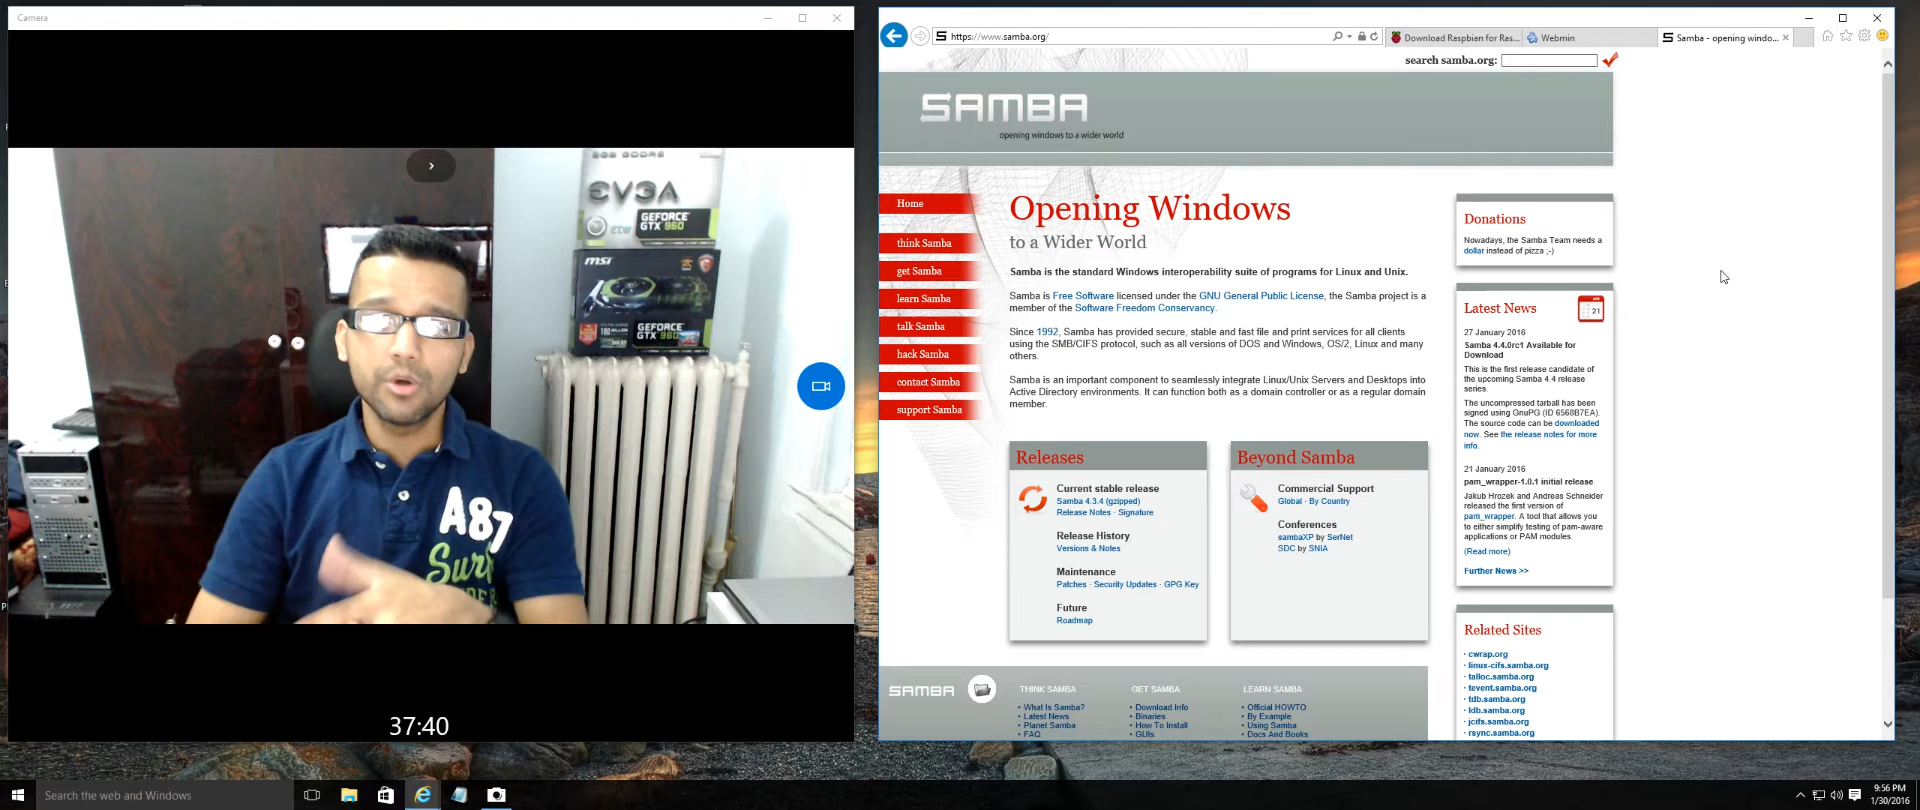 Camera
EVGA
GEFORCE
GTX 960
msi
GEFORCE
GTX 960
A87
Surf
37:40
https://www.samba.org/
Download Raspbian for Ras...
Webmin
Samba - opening windo...
search samba.org:
SAMBA
opening windows to a wider world
Home
think Samba
get Samba
learn Samba
talk Samba
hack Samba
contact Samba
support Samba
Opening Windows
to a Wider World
Samba is the standard Windows interoperability suite of programs for Linux and Unix.
Samba is Free Software licensed under the GNU General Public License, the Samba project is a
member of the Software Freedom Conservancy.
Since 1992, Samba has provided secure, stable and fast file and print services for all clients
using the SMB/CIFS protocol, such as all versions of DOS and Windows, OS/2, Linux and many
others.
Samba is an important component to seamlessly integrate Linux/Unix Servers and Desktops into
Active Directory environments. It can function both as a domain controller or as a regular domain
member.
Releases
Current stable release
Samba 4.3.4 (gzipped)
Release Notes · Signature
Release History
Versions & Notes
Maintenance
Patches · Security Updates · GPG Key
Future
Roadmap
Beyond Samba
Commercial Support
Global · By Country
Conferences
sambaXP by SerNet
SDC by SNIA
Donations
Nowadays, the Samba Team needs a
dollar instead of pizza ;-)
Latest News
21
27 January 2016
Samba 4.4.0rc1 Available for
Download
This is the first release candidate of
the upcoming Samba 4.4 release
series.
The uncompressed tarball has been
signed using GnuPG (ID 6568B7EA).
The source code can be downloaded
now. See the release notes for more
info.
21 January 2016
pam_wrapper-1.0.1 initial release
Jakub Hrozek and Andreas Schneider
released the first version of
pam_wrapper. A tool that allows you
to either simplify testing of pam-aware
applications or PAM modules.
(Read more)
Further News >>
Related Sites
· cwrap.org
· linux-cifs.samba.org
· talloc.samba.org
· tevent.samba.org
· tdb.samba.org
· ldb.samba.org
· jcifs.samba.org
· rsync.samba.org
SAMBA
THINK SAMBA
• What Is Samba?
• Latest News
• Planet Samba
• FAQ
GET SAMBA
• Download Info
• Binaries
• How To Install
• GUIs
LEARN SAMBA
• Official HOWTO
• By Example
• Using Samba
• Docs And Books
Search the web and Windows
9:56 PM
1/30/2016